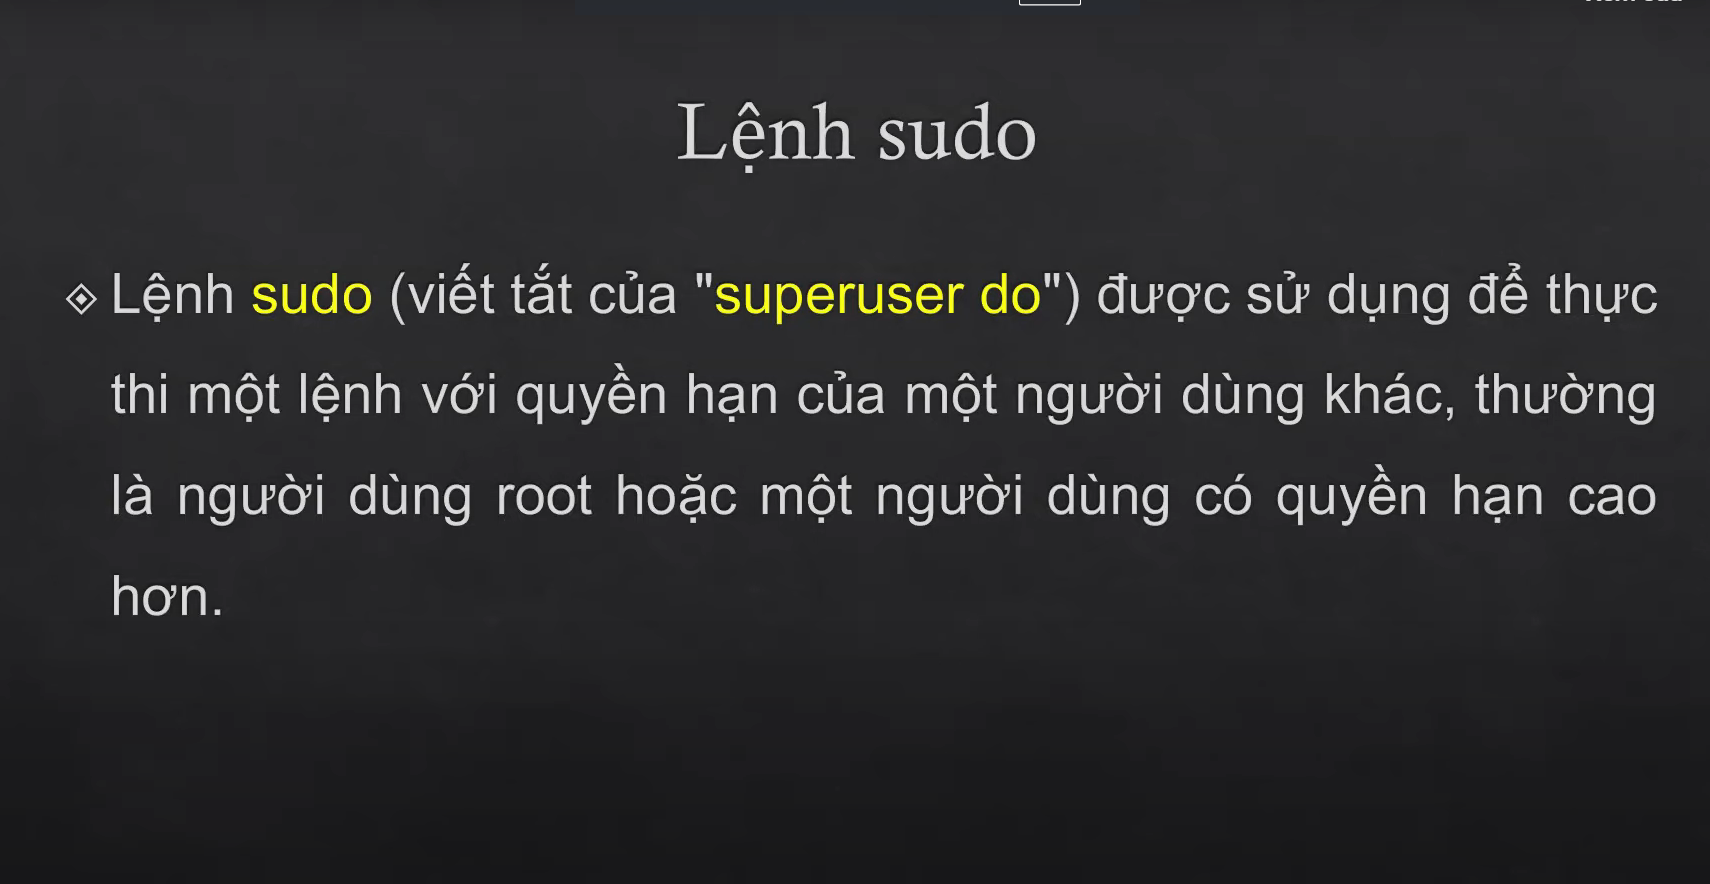 Lệnh sudo
Lệnh sudo (viết tắt của "superuser do") được sử dụng để thực
thi một lệnh với quyền hạn của một người dùng khác, thường
là người dùng root hoặc một người dùng có quyền hạn cao
hơn.